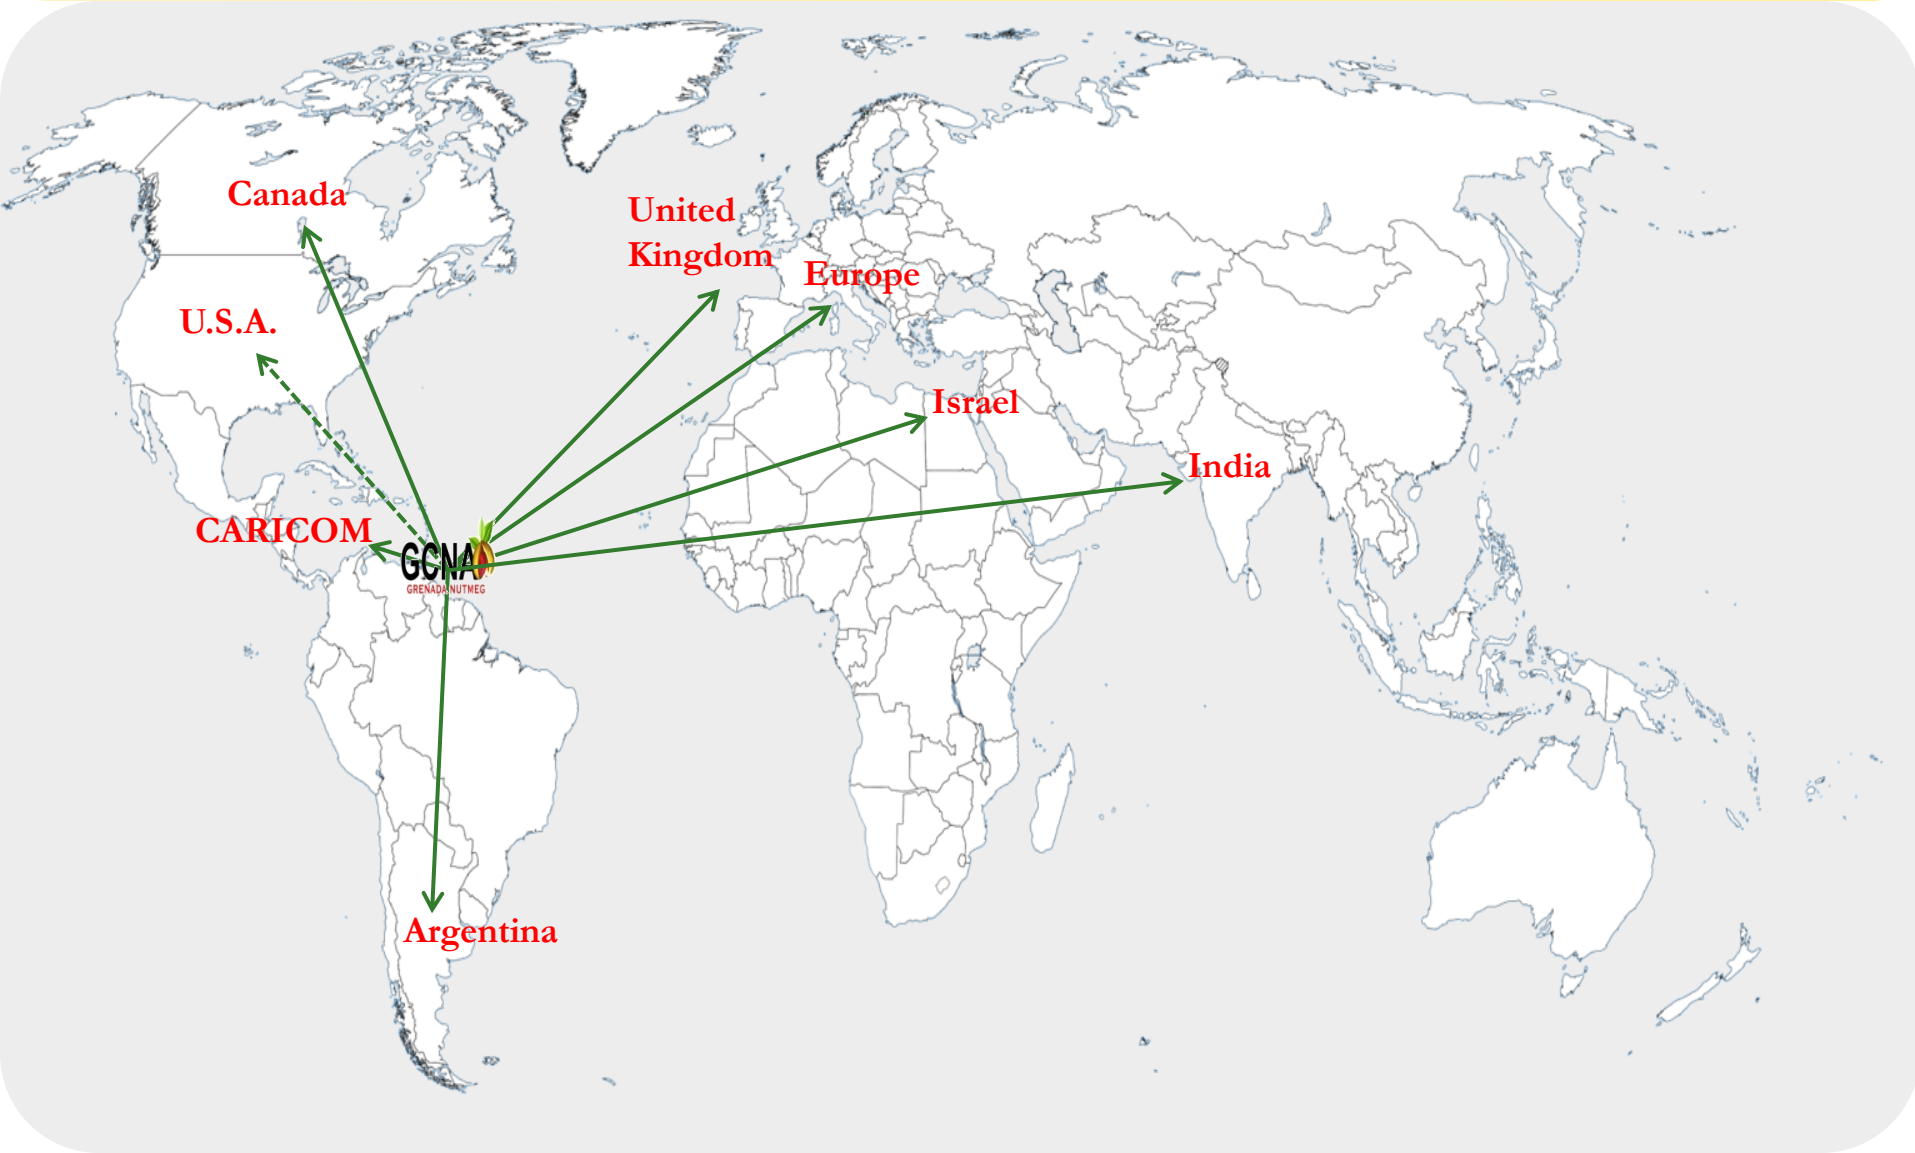 Canada
United
Kingdom
Europe
U.S.A.
Israel
India
CARICOM
GCNA
GRENADA NUTMEG
Argentina